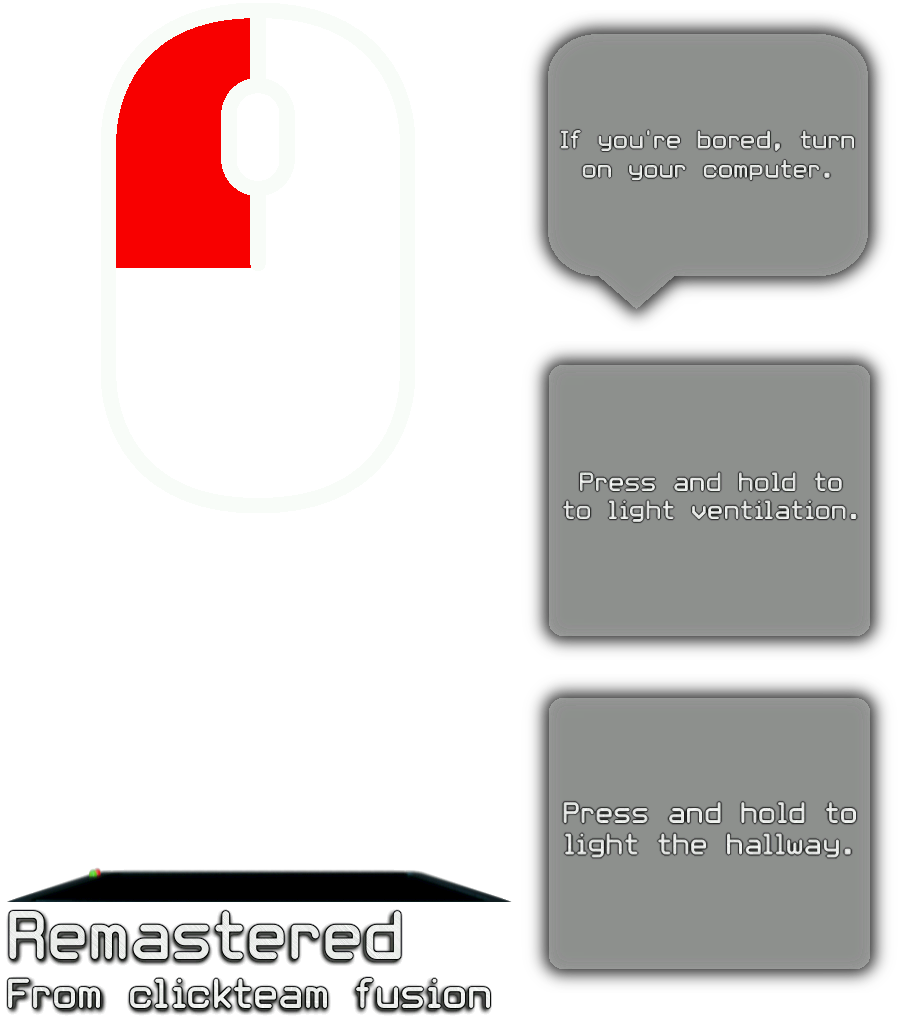 If you're bored, turn
on your computer.
Press and hold to
to light ventilation.
Press and hold to
light the hallway.
Remastered
From clickteam fusion